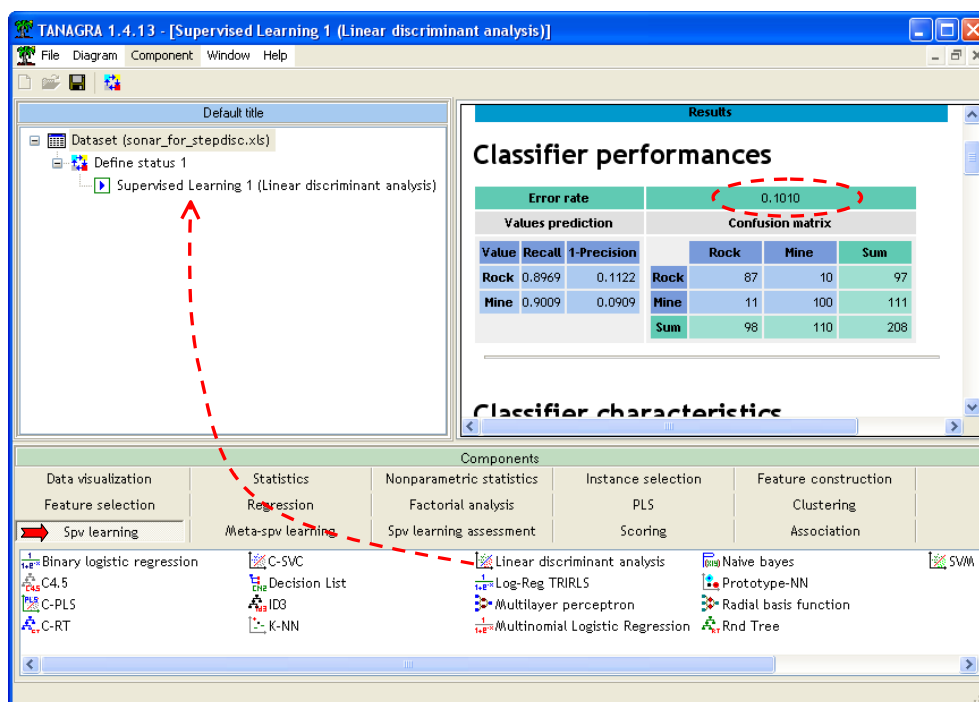 TANAGRA 1.4.13 - [Supervised Learning 1 (Linear discriminant analysis)]
File Diagram Component Window Help
Default title
Dataset (sonar_for_stepdisc.xls)
Define status 1
Supervised Learning 1 (Linear discriminant analysis)
Results
Classifier performances
Error rate 0.1010
Values prediction Confusion matrix
Value Recall 1-Precision Rock Mine Sum
Rock 0.8969 0.1122 Rock 87 10 97
Mine 0.9009 0.0909 Mine 11 100 111
Sum 98 110 208
Classifier characteristics
Components
Data visualization Statistics Nonparametric statistics Instance selection Feature construction
Feature selection Regression Factorial analysis PLS Clustering
Spv learning Meta-spv learning Spv learning assessment Scoring Association
Binary logistic regression C-SVC Linear discriminant analysis Naive bayes SVM
C4.5 Decision List Log-Reg TRIRLS Prototype-NN
C-PLS ID3 Multilayer perceptron Radial basis function
C-RT K-NN Multinomial Logistic Regression Rnd Tree